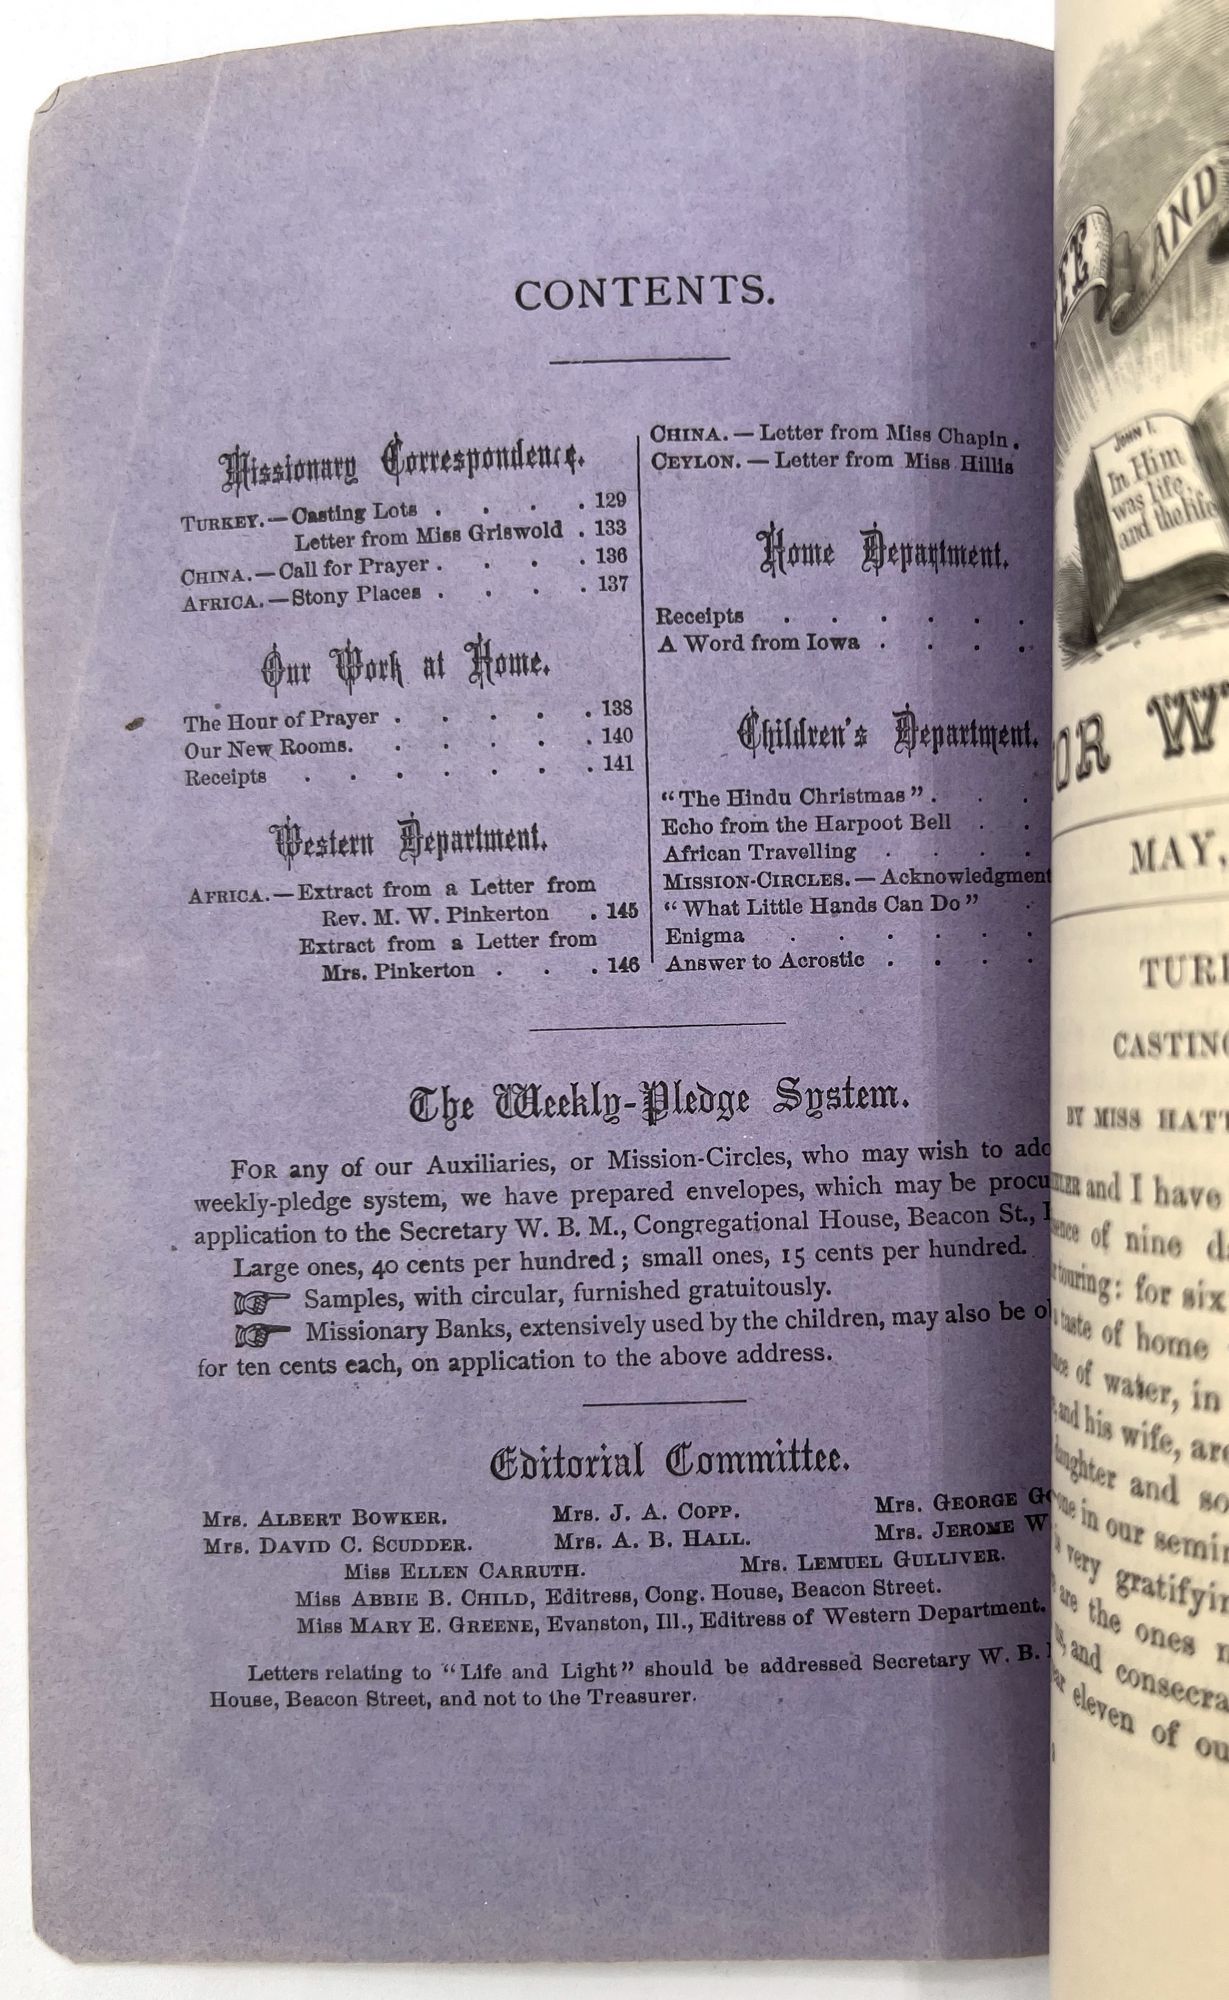 CONTENTS.
Missionary Correspondence.
TURKEY.—Casting Lots . . . . 129
Letter from Miss Griswold . 133
CHINA.—Call for Prayer . . . . 136
AFRICA.—Stony Places . . . . 137
Our Work at Home.
The Hour of Prayer . . . . . 138
Our New Rooms. . . . . . 140
Receipts . . . . . . 141
Western Department.
AFRICA.—Extract from a Letter from
Rev. M. W. Pinkerton . 145
Extract from a Letter from
Mrs. Pinkerton . . . 146
CHINA.—Letter from Miss Chapin .
CEYLON.—Letter from Miss Hillis
Home Department.
Receipts . . . . . .
A Word from Iowa . . . .
Children's Department.
"The Hindu Christmas" . . .
Echo from the Harpoot Bell . .
African Travelling . . . .
MISSION-CIRCLES.—Acknowledgment
"What Little Hands Can Do" .
Enigma . . . . . .
Answer to Acrostic . . . .
The Weekly-Pledge System.
FOR any of our Auxiliaries, or Mission-Circles, who may wish to
weekly-pledge system, we have prepared envelopes, which may be
application to the Secretary W. B. M., Congregational House, Beacon St.,
Large ones, 40 cents per hundred; small ones, 15 cents per hundred.
☞ Samples, with circular, furnished gratuitously.
☞ Missionary Banks, extensively used by the children, may also be
for ten cents each, on application to the above address.
Editorial Committee.
Mrs. ALBERT BOWKER. Mrs. J. A. COPP. Mrs. GEORGE
Mrs. DAVID C. SCUDDER. Mrs. A. B. HALL. Mrs. JEROME
Miss ELLEN CARRUTH. Mrs. LEMUEL GULLIVER.
Miss ABBIE B. CHILD, Editress, Cong. House, Beacon Street.
Miss MARY E. GREENE, Evanston, Ill., Editress of Western Department.
Letters relating to "Life and Light" should be addressed Secretary W. B.
House, Beacon Street, and not to the Treasurer.
AND
JOHN I.
In Him
was life,
and the life
MAY,
BY MISS
and I have
of nine
touring: for six
taste of home
of water, in
and his wife, are
daughter and
in our
very
are the ones
and
eleven of